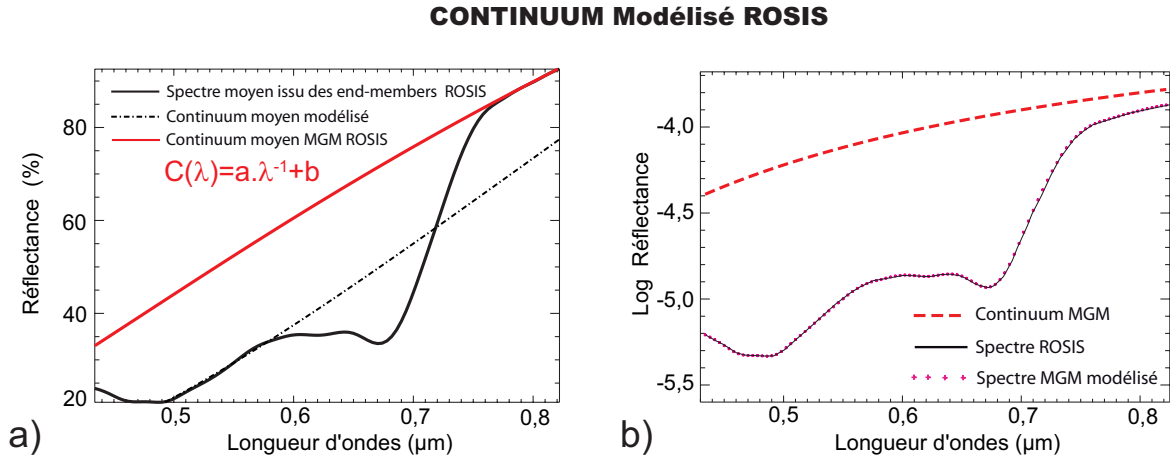 CONTINUUM Modélisé ROSIS
Spectre moyen issu des end-members ROSIS
Continuum moyen modélisé
Continuum moyen MGM ROSIS
C(λ)=a.λ⁻¹+b
Réflectance (%)
80
60
40
20
0,5
0,6
0,7
0,8
Longueur d'ondes (µm)
a)
Log Réflectance
-4,0
-4,5
-5,0
-5,5
Continuum MGM
Spectre ROSIS
Spectre MGM modélisé
0,5
0,6
0,7
0,8
Longueur d'ondes (µm)
b)